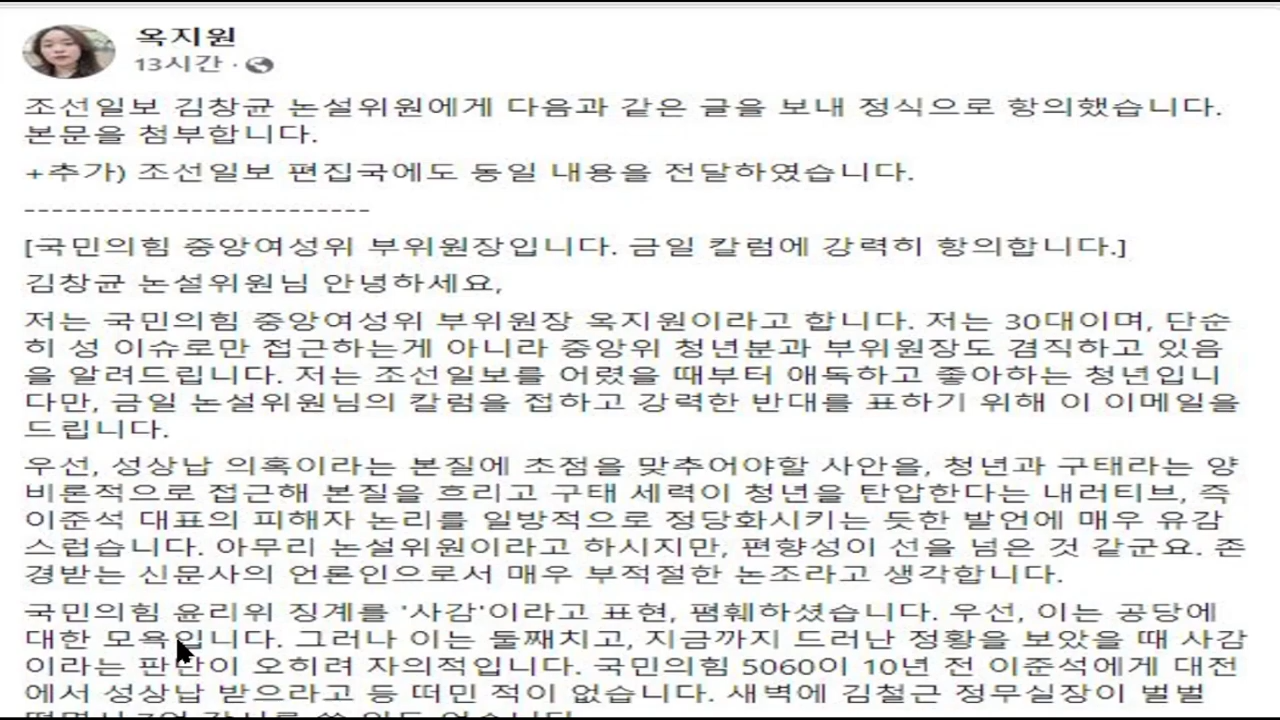 옥지원
13시간 ·
조선일보 김창균 논설위원에게 다음과 같은 글을 보내 정식으로 항의했습니다.
본문을 첨부합니다.
+추가) 조선일보 편집국에도 동일 내용을 전달하였습니다.
-------------------------
[국민의힘 중앙여성위 부위원장입니다. 금일 칼럼에 강력히 항의합니다.]
김창균 논설위원님 안녕하세요,
저는 국민의힘 중앙여성위 부위원장 옥지원이라고 합니다. 저는 30대이며, 단순
히 성 이슈로만 접근하는게 아니라 중앙위 청년분과 부위원장도 겸직하고 있음
을 알려드립니다. 저는 조선일보를 어렸을 때부터 애독하고 좋아하는 청년입니
다만, 금일 논설위원님의 칼럼을 접하고 강력한 반대를 표하기 위해 이 이메일을
드립니다.
우선, 성상납 의혹이라는 본질에 초점을 맞추어야할 사안을, 청년과 구태라는 양
비론적으로 접근해 본질을 흐리고 구태 세력이 청년을 탄압한다는 내러티브, 즉
이준석 대표의 피해자 논리를 일방적으로 정당화시키는 듯한 발언에 매우 유감
스럽습니다. 아무리 논설위원이라고 하시지만, 편향성이 선을 넘은 것 같군요. 존
경받는 신문사의 언론인으로서 매우 부적절한 논조라고 생각합니다.
국민의힘 윤리위 징계를 '사감'이라고 표현, 폄훼하셨습니다. 우선, 이는 공당에
대한 모욕입니다. 그러나 이는 둘째치고, 지금까지 드러난 정황을 보았을 때 사감
이라는 판단이 오히려 자의적입니다. 국민의힘 5060이 10년 전 이준석에게 대전
에서 성상납 받으라고 등 떠민 적이 없습니다. 새벽에 김철근 정무실장이 벌벌